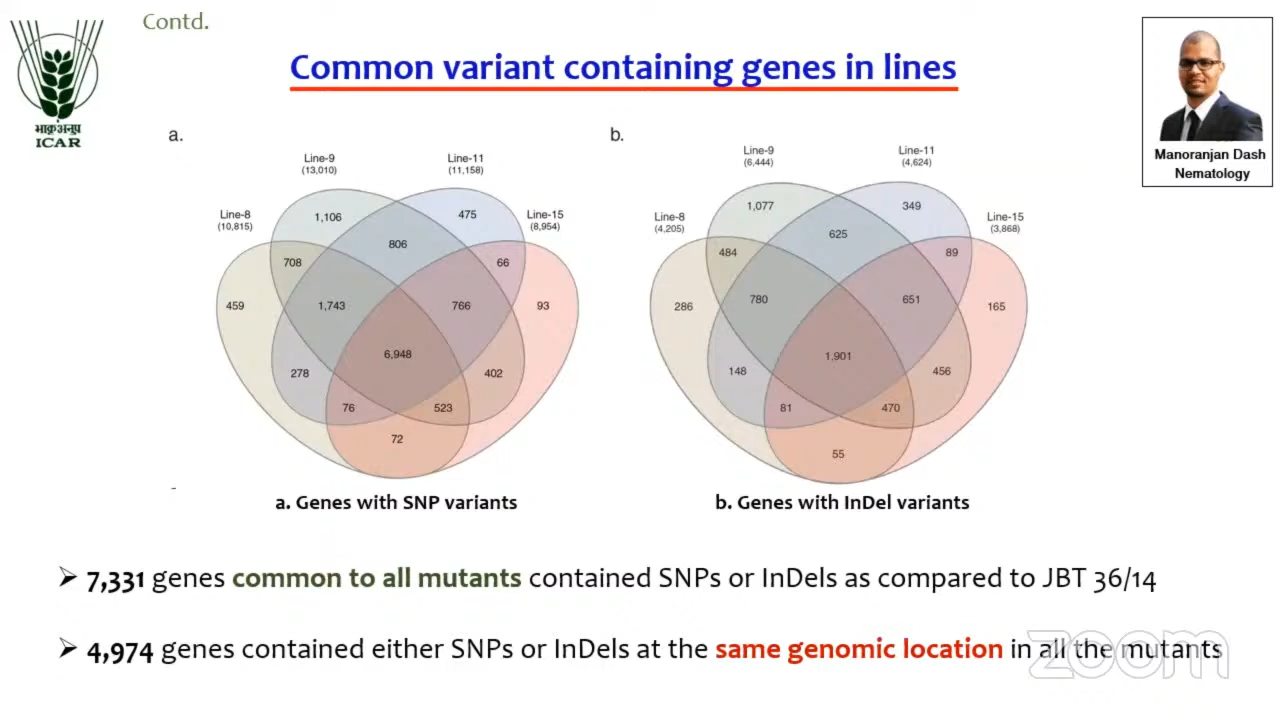 Contd.
Common variant containing genes in lines
भाकृअनुप
ICAR
Manoranjan Dash
Nematology
a.
Line-9
(13,010)
Line-11
(11,158)
Line-8
(10,815)
Line-15
(8,954)
1,106
475
806
708
66
459
1,743
766
93
6,948
278
402
76
523
72
a. Genes with SNP variants
b.
Line-9
(6,444)
Line-11
(4,624)
Line-8
(4,205)
Line-15
(3,868)
1,077
349
625
484
89
286
780
651
165
1,901
148
456
81
470
55
b. Genes with InDel variants
➢ 7,331 genes common to all mutants contained SNPs or InDels as compared to JBT 36/14
➢ 4,974 genes contained either SNPs or InDels at the same genomic location in all the mutants
zoom